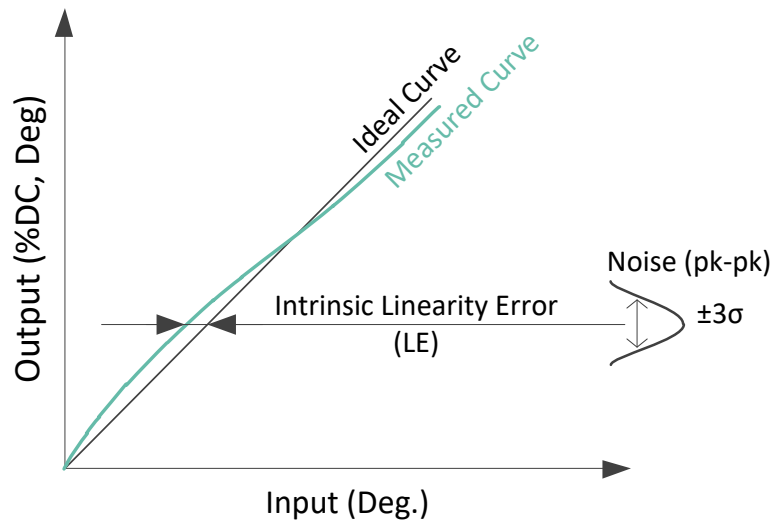 Output (%DC, Deg)
Ideal Curve
Measured Curve
Noise (pk-pk)
±3σ
Intrinsic Linearity Error
(LE)
Input (Deg.)